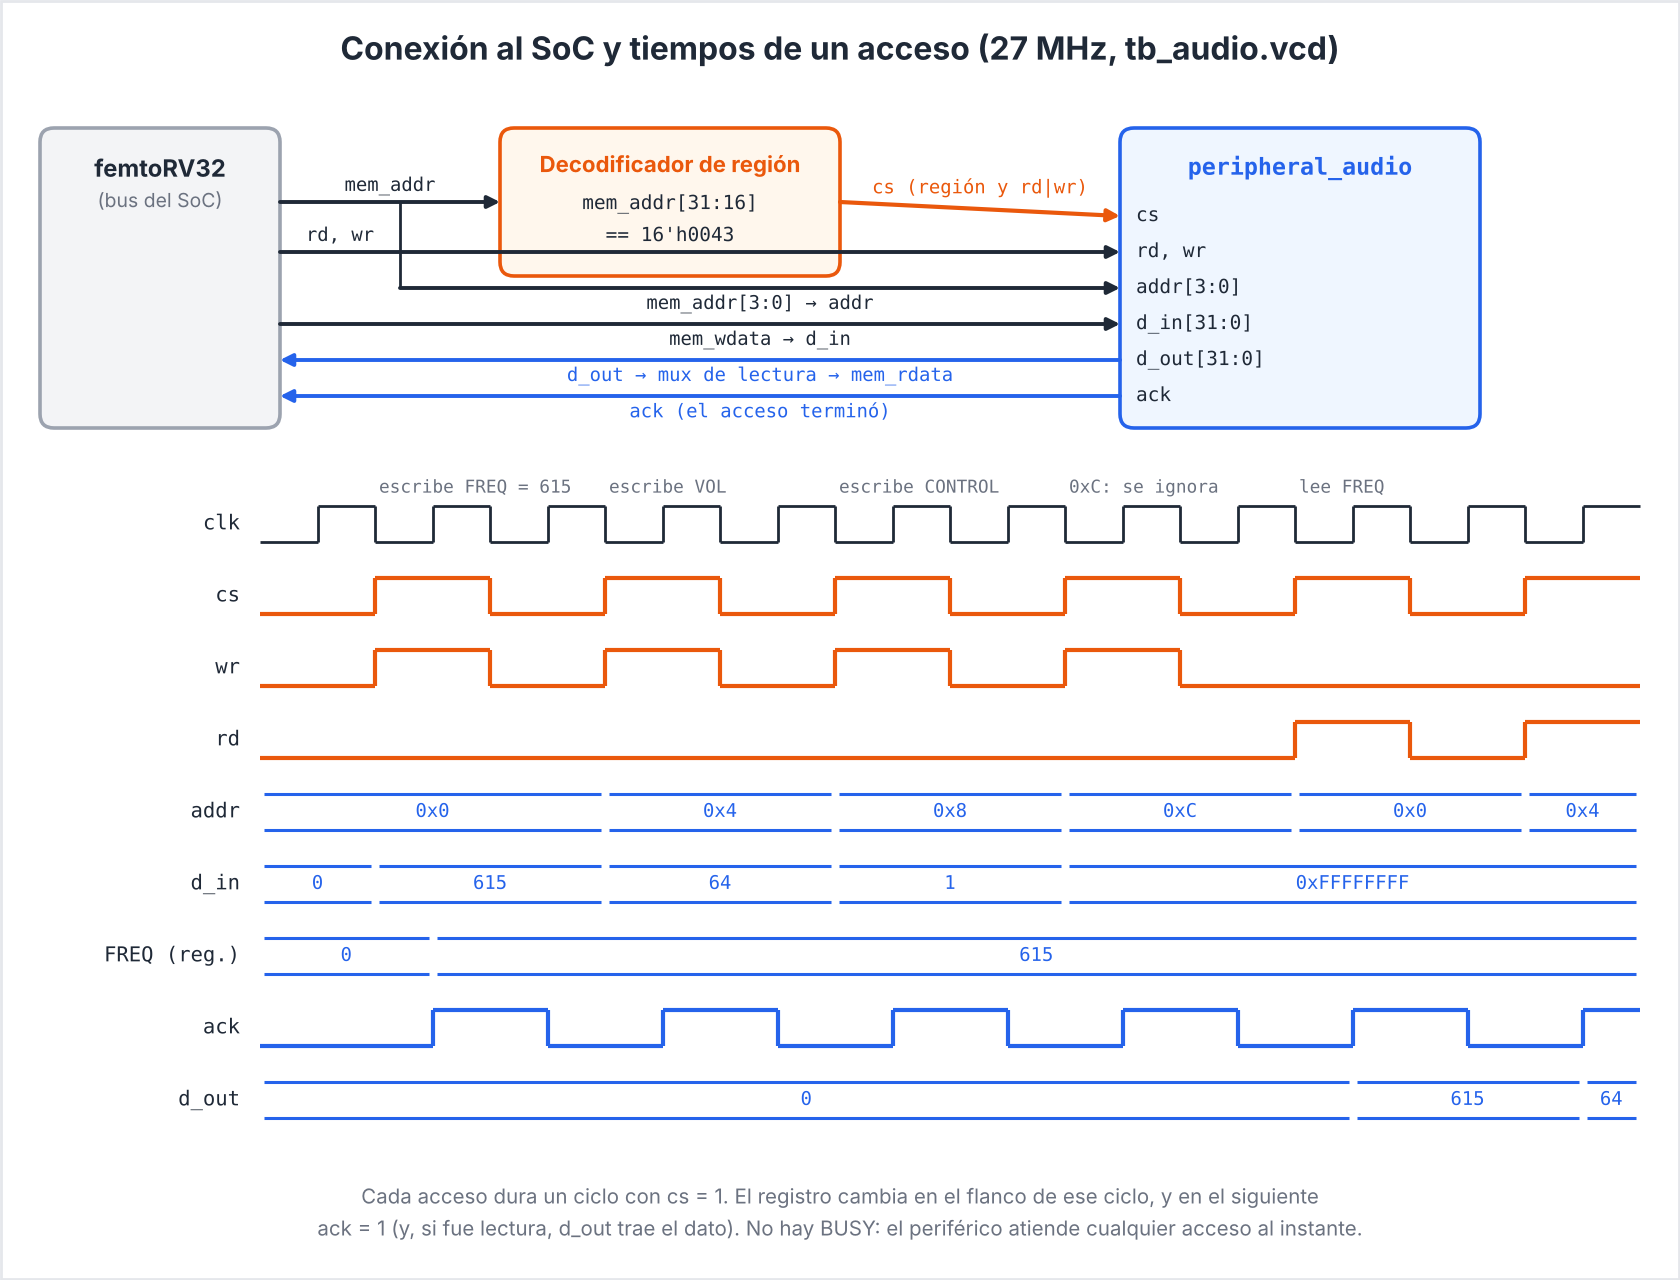 Conexión al SoC y tiempos de un acceso (27 MHz, tb_audio.vcd)
femtoRV32
(bus del SoC)
mem_addr
rd, wr
Decodificador de región
mem_addr[31:16]
== 16'h0043
cs (región y rd|wr)
peripheral_audio
cs
rd, wr
addr[3:0]
d_in[31:0]
d_out[31:0]
ack
mem_addr[3:0] → addr
mem_wdata → d_in
d_out → mux de lectura → mem_rdata
ack (el acceso terminó)
escribe FREQ = 615 escribe VOL escribe CONTROL 0xC: se ignora lee FREQ
clk
cs
wr
rd
addr 0x0 0x4 0x8 0xC 0x0 0x4
d_in 0 615 64 1 0xFFFFFFFF
FREQ (reg.) 0 615
ack
d_out 0 615 64
Cada acceso dura un ciclo con cs = 1. El registro cambia en el flanco de ese ciclo, y en el siguiente
ack = 1 (y, si fue lectura, d_out trae el dato). No hay BUSY: el periférico atiende cualquier acceso al instante.